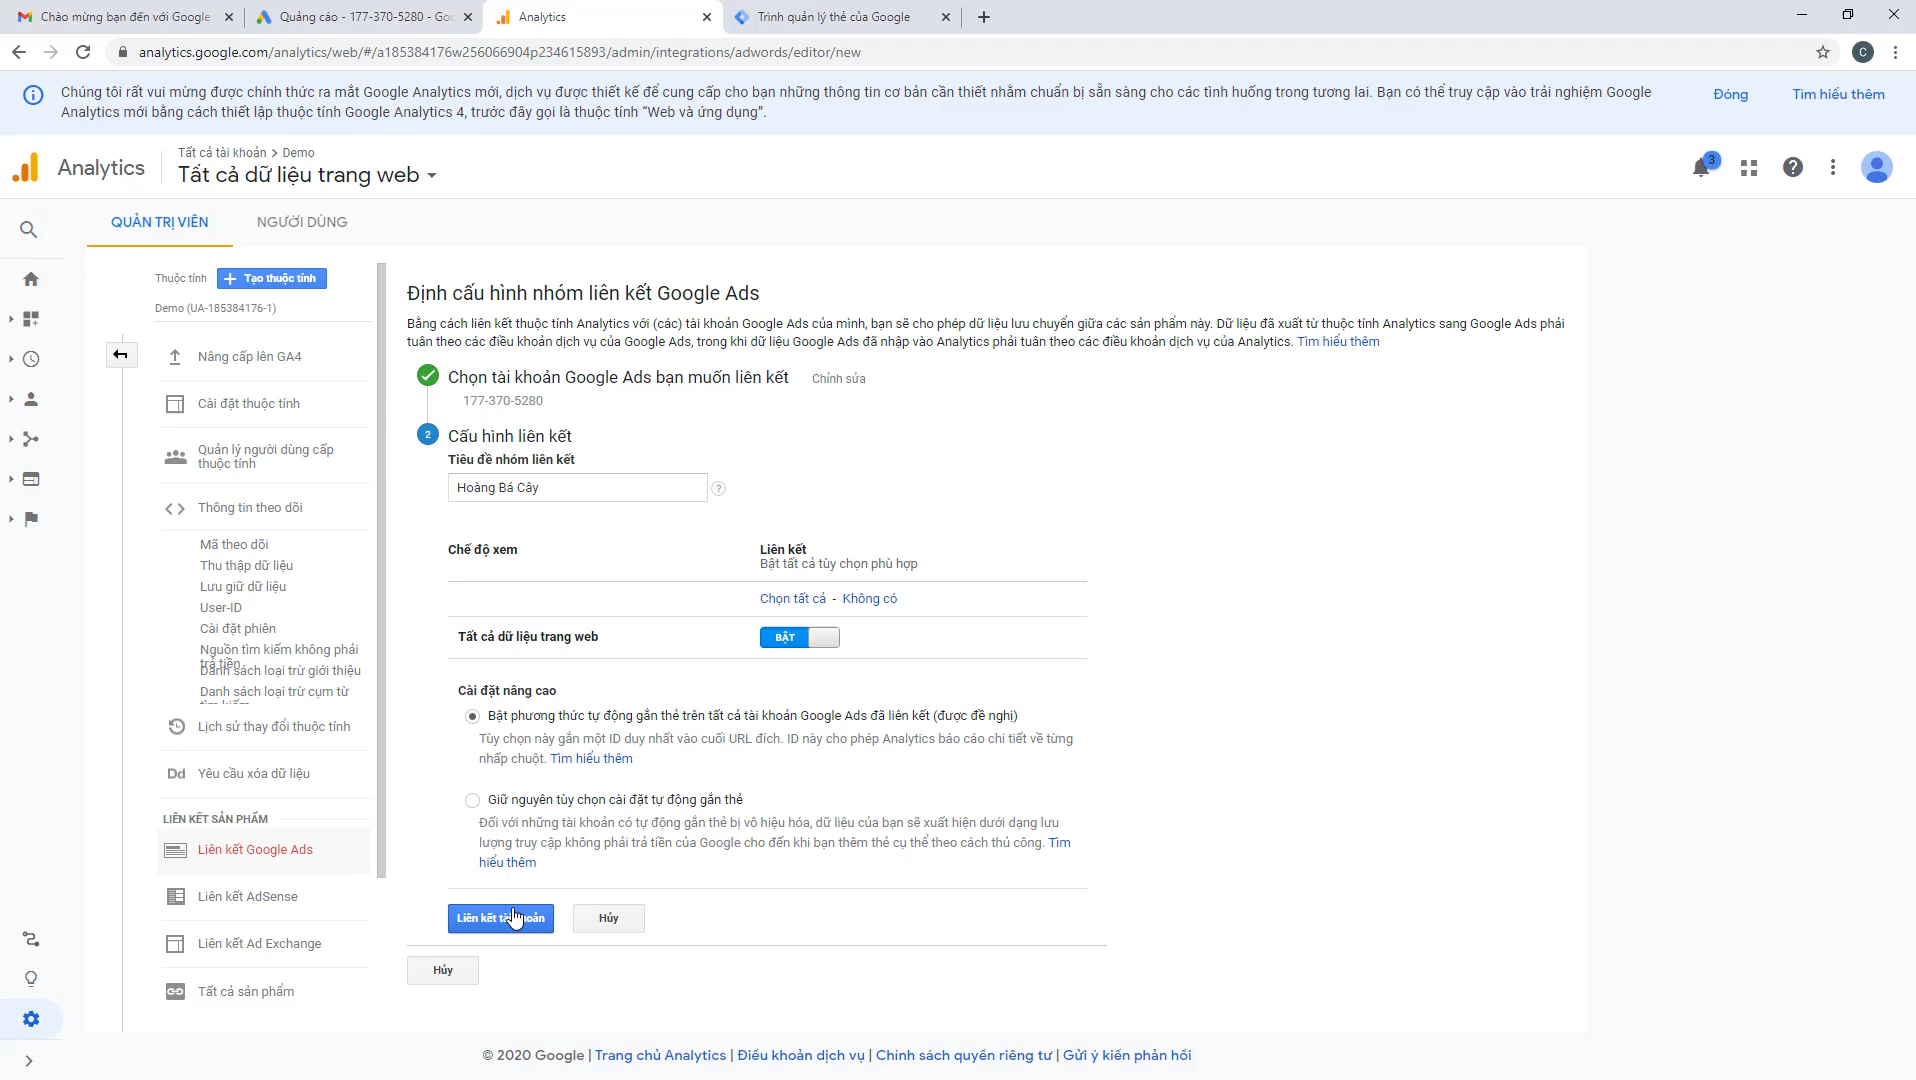 Chào mừng bạn đến với Google
Quảng cáo - 177-370-5280 - Goo
Analytics
Trình quản lý thẻ của Google
analytics.google.com/analytics/web/#/a185384176w256066904p234615893/admin/integrations/adwords/editor/new
C
Chúng tôi rất vui mừng được chính thức ra mắt Google Analytics mới, dịch vụ được thiết kế để cung cấp cho bạn những thông tin cơ bản cần thiết nhằm chuẩn bị sẵn sàng cho các tình huống trong tương lai. Bạn có thể truy cập vào trải nghiệm Google
Analytics mới bằng cách thiết lập thuộc tính Google Analytics 4, trước đây gọi là thuộc tính “Web và ứng dụng”.
Đóng
Tìm hiểu thêm
Analytics
Tất cả tài khoản > Demo
Tất cả dữ liệu trang web
3
QUẢN TRỊ VIÊN
NGƯỜI DÙNG
Thuộc tính
+ Tạo thuộc tính
Demo (UA-185384176-1)
Nâng cấp lên GA4
Cài đặt thuộc tính
Quản lý người dùng cấp
thuộc tính
Thông tin theo dõi
Mã theo dõi
Thu thập dữ liệu
Lưu giữ dữ liệu
User-ID
Cài đặt phiên
Nguồn tìm kiếm không phải
trả tiền
Danh sách loại trừ giới thiệu
Danh sách loại trừ cụm từ
tìm kiếm
Lịch sử thay đổi thuộc tính
Dd Yêu cầu xóa dữ liệu
LIÊN KẾT SẢN PHẨM
Liên kết Google Ads
Liên kết AdSense
Liên kết Ad Exchange
Tất cả sản phẩm
Định cấu hình nhóm liên kết Google Ads
Bằng cách liên kết thuộc tính Analytics với (các) tài khoản Google Ads của mình, bạn sẽ cho phép dữ liệu lưu chuyển giữa các sản phẩm này. Dữ liệu đã xuất từ thuộc tính Analytics sang Google Ads phải
tuân theo các điều khoản dịch vụ của Google Ads, trong khi dữ liệu Google Ads đã nhập vào Analytics phải tuân theo các điều khoản dịch vụ của Analytics. Tìm hiểu thêm
Chọn tài khoản Google Ads bạn muốn liên kết
Chỉnh sửa
177-370-5280
2
Cấu hình liên kết
Tiêu đề nhóm liên kết
Hoàng Bá Cây
?
Chế độ xem
Liên kết
Bật tất cả tùy chọn phù hợp
Chọn tất cả - Không có
Tất cả dữ liệu trang web
BẬT
Cài đặt nâng cao
Bật phương thức tự động gắn thẻ trên tất cả tài khoản Google Ads đã liên kết (được đề nghị)
Tùy chọn này gắn một ID duy nhất vào cuối URL đích. ID này cho phép Analytics báo cáo chi tiết về từng
nhấp chuột. Tìm hiểu thêm
Giữ nguyên tùy chọn cài đặt tự động gắn thẻ
Đối với những tài khoản có tự động gắn thẻ bị vô hiệu hóa, dữ liệu của bạn sẽ xuất hiện dưới dạng lưu
lượng truy cập không phải trả tiền của Google cho đến khi bạn thêm thẻ cụ thể theo cách thủ công. Tìm
hiểu thêm
Liên kết tài khoản
Hủy
Hủy
© 2020 Google | Trang chủ Analytics | Điều khoản dịch vụ | Chính sách quyền riêng tư | Gửi ý kiến phản hồi